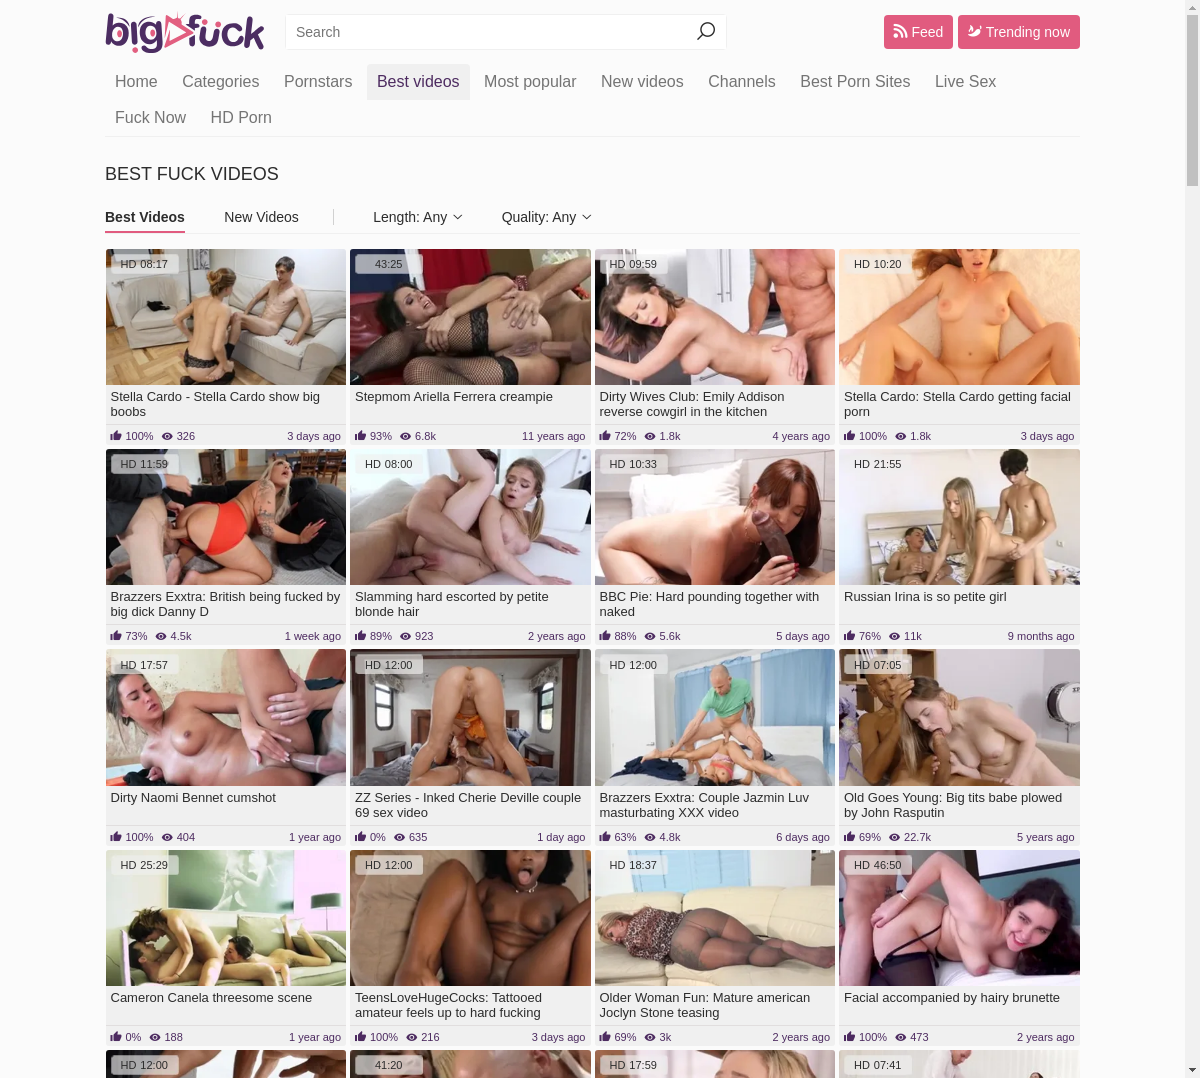 bigfuck
Search
Feed
Trending now
Home
Categories
Pornstars
Best videos
Most popular
New videos
Channels
Best Porn Sites
Live Sex
Fuck Now
HD Porn
BEST FUCK VIDEOS
Best Videos
New Videos
Length: Any
Quality: Any
HD 08:17
43:25
HD 09:59
HD 10:20
Stella Cardo - Stella Cardo show big
boobs
Stepmom Ariella Ferrera creampie
Dirty Wives Club: Emily Addison
reverse cowgirl in the kitchen
Stella Cardo: Stella Cardo getting facial
porn
100% 326 3 days ago
93% 6.8k 11 years ago
72% 1.8k 4 years ago
100% 1.8k 3 days ago
HD 11:59
HD 08:00
HD 10:33
HD 21:55
Brazzers Exxtra: British being fucked by
big dick Danny D
Slamming hard escorted by petite
blonde hair
BBC Pie: Hard pounding together with
naked
Russian Irina is so petite girl
73% 4.5k 1 week ago
89% 923 2 years ago
88% 5.6k 5 days ago
76% 11k 9 months ago
HD 17:57
HD 12:00
HD 12:00
HD 07:05
Dirty Naomi Bennet cumshot
ZZ Series - Inked Cherie Deville couple
69 sex video
Brazzers Exxtra: Couple Jazmin Luv
masturbating XXX video
Old Goes Young: Big tits babe plowed
by John Rasputin
100% 404 1 year ago
0% 635 1 day ago
63% 4.8k 6 days ago
69% 22.7k 5 years ago
HD 25:29
HD 12:00
HD 18:37
HD 46:50
Cameron Canela threesome scene
TeensLoveHugeCocks: Tattooed
amateur feels up to hard fucking
Older Woman Fun: Mature american
Joclyn Stone teasing
Facial accompanied by hairy brunette
0% 188 1 year ago
100% 216 3 days ago
69% 3k 2 years ago
100% 473 2 years ago
HD 12:00
41:20
HD 17:59
HD 07:41